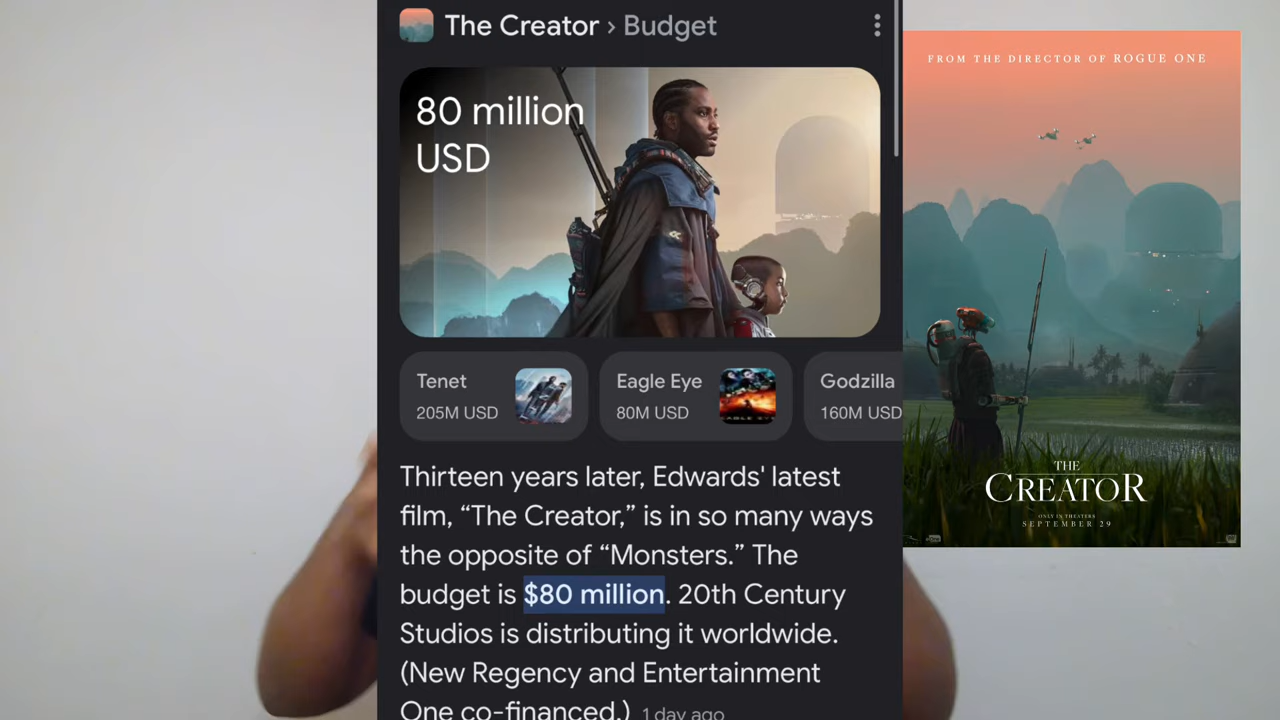 The Creator › Budget
80 million
USD
Tenet
205M USD
Eagle Eye
80M USD
Godzilla
160M USD
Thirteen years later, Edwards' latest
film, “The Creator,” is in so many ways
the opposite of “Monsters.” The
budget is $80 million. 20th Century
Studios is distributing it worldwide.
(New Regency and Entertainment
One co-financed.) 1 day ago
FROM THE DIRECTOR OF ROGUE ONE
THE
CREATOR
ONLY IN THEATERS
SEPTEMBER 29